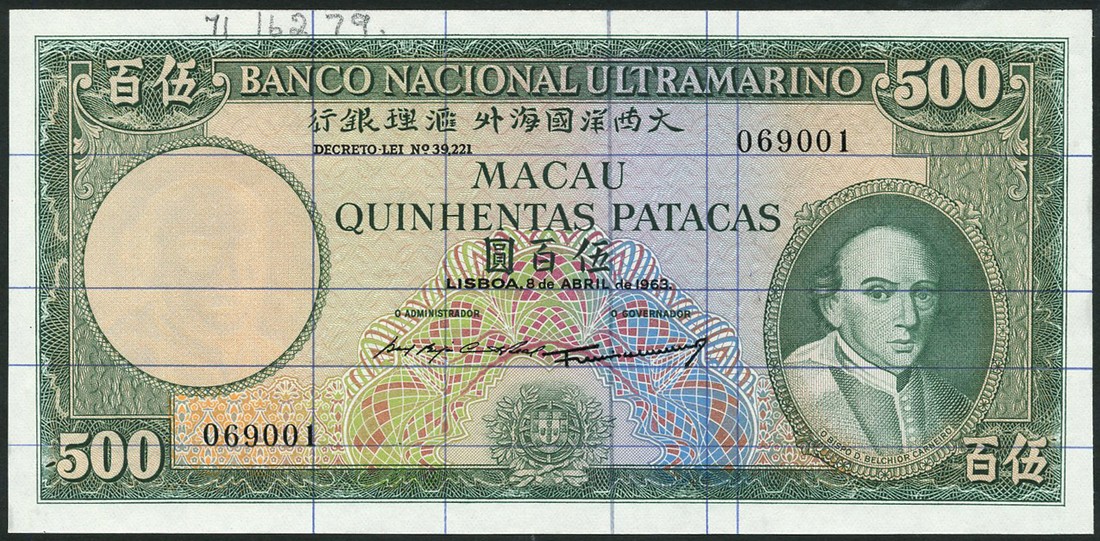 71 162 79.
百伍
BANCO NACIONAL ULTRAMARINO
500
行銀理滙外海國洋西大
069001
DECRETO-LEI Nº 39,221
MACAU
QUINHENTAS PATACAS
圓百伍
LISBOA, 8 de ABRIL de 1963.
O ADMINISTRADOR
O GOVERNADOR
069001
500
O BISPO D. BELCHIOR CARNEIRO
百伍